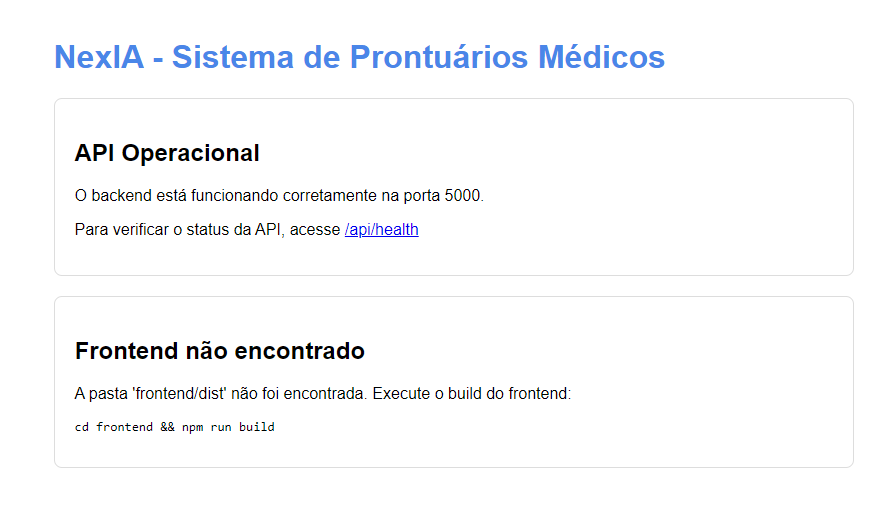 NexIA - Sistema de Prontuários Médicos
API Operacional
O backend está funcionando corretamente na porta 5000.
Para verificar o status da API, acesse /api/health
Frontend não encontrado
A pasta 'frontend/dist' não foi encontrada. Execute o build do frontend:
cd frontend && npm run build